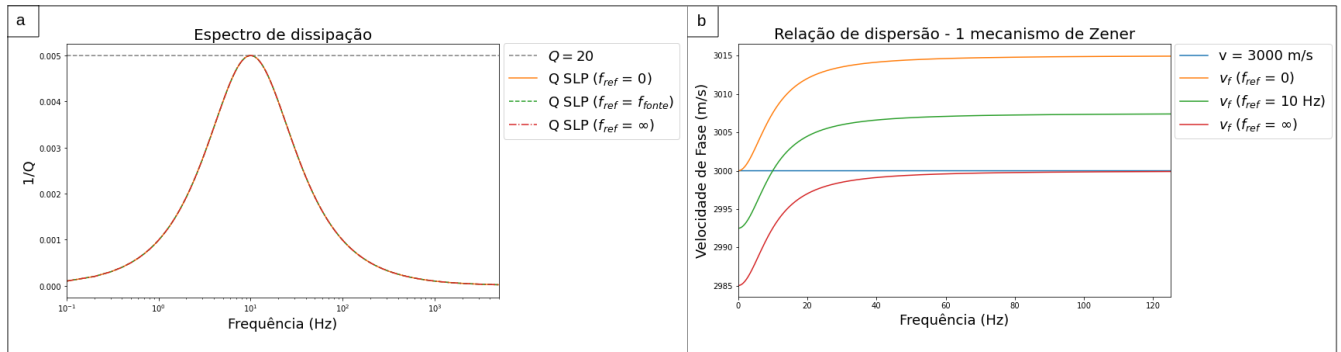 a
Espectro de dissipação
0.005
0.004
0.003
0.002
0.001
0.000
1/Q
10⁻¹
10⁰
10¹
10²
10³
Frequência (Hz)
Q = 20
Q SLP (f_ref = 0)
Q SLP (f_ref = f_fonte)
Q SLP (f_ref = ∞)
b
Relação de dispersão - 1 mecanismo de Zener
3015
3010
3005
3000
2995
2990
2985
Velocidade de Fase (m/s)
0
20
40
60
80
100
120
Frequência (Hz)
v = 3000 m/s
v_f (f_ref = 0)
v_f (f_ref = 10 Hz)
v_f (f_ref = ∞)